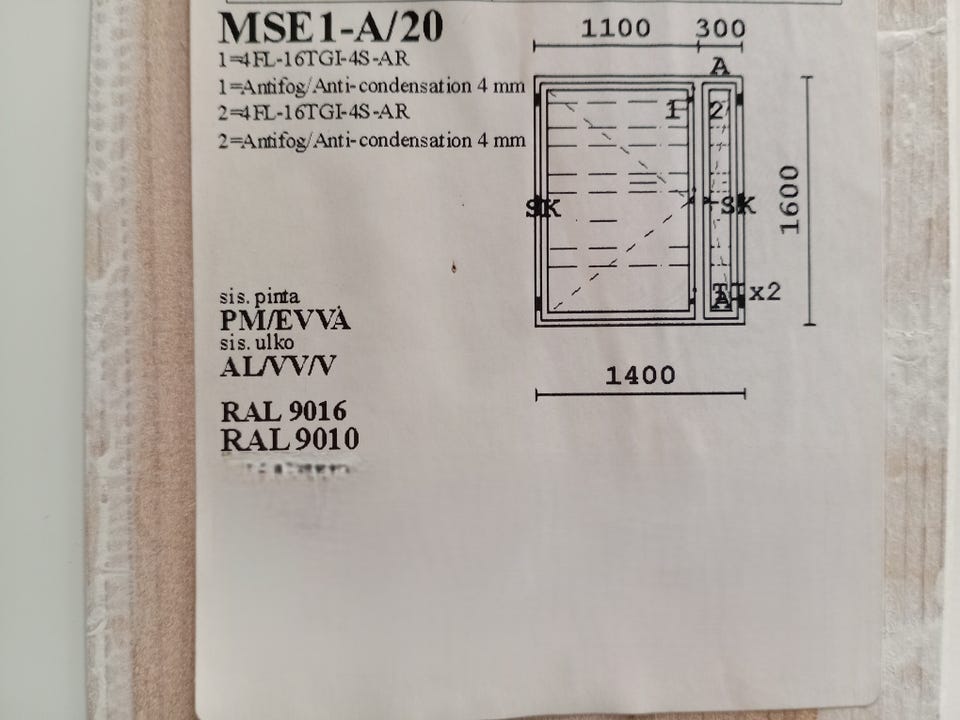 MSE1-A/20
1=4FL-16TGI-4S-AR
1=Antifog/Anti-condensation 4 mm
2=4FL-16TGI-4S-AR
2=Antifog/Anti-condensation 4 mm
1100 300
A
1 2
1600
SK SK
TT x2
A
1400
sis. pinta
PM/EVVA
sis. ulko
AL/VV/V
RAL 9016
RAL 9010